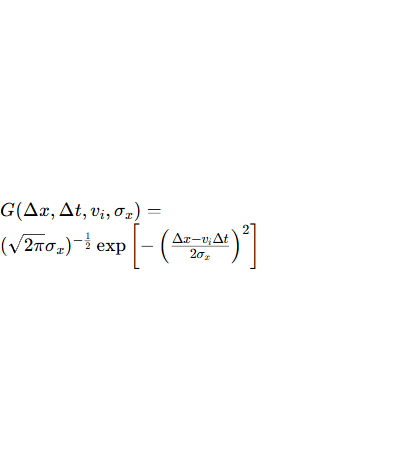 G(Δx, Δt, v_i, σ_x) =
(√2π σ_x)^{-1/2} exp [ − ( (Δx−v_iΔt) / (2σ_x) )^2 ]